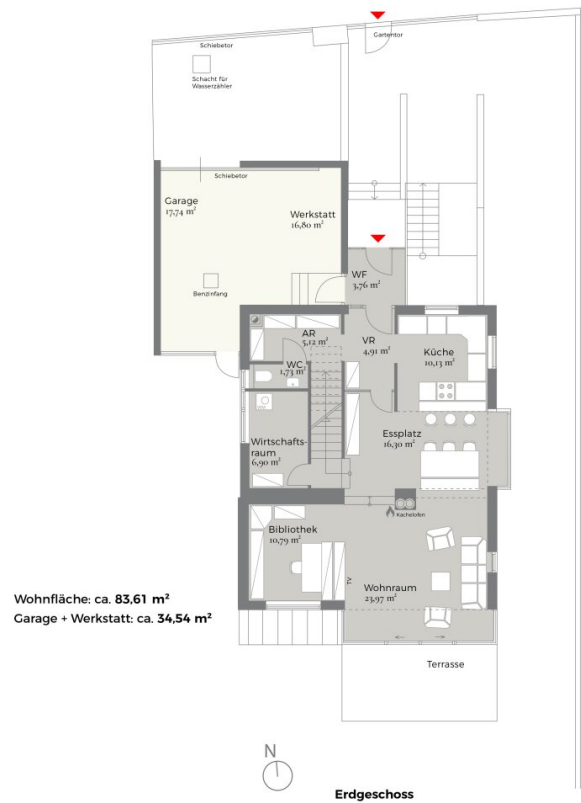 Gartentor
Schiebetor
Schacht für
Wasserzähler
Schiebetor
Garage
17,74 m²
Werkstatt
16,80 m²
Benzinfang
WF
3,76 m²
AR
5,12 m²
VR
4,91 m²
Küche
10,13 m²
WC
1,73 m²
Essplatz
16,30 m²
Wirtschafts-
raum
6,90 m²
Kachelofen
Bibliothek
10,79 m²
TV
Wohnraum
23,97 m²
Wohnfläche: ca. 83,61 m²
Garage + Werkstatt: ca. 34,54 m²
Terrasse
N
Erdgeschoss